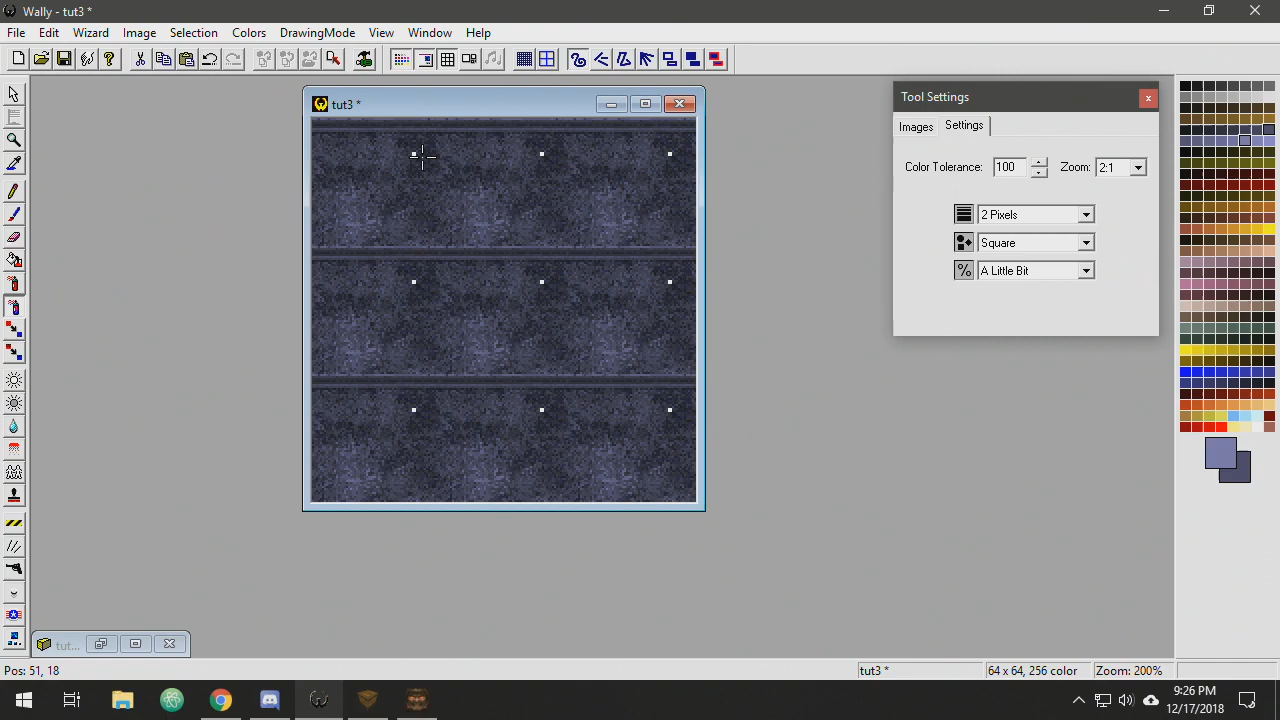 Wally - tut3 *
File Edit Wizard Image Selection Colors DrawingMode View Window Help
tut3 *
Tool Settings
x
Images Settings
Color Tolerance: 100 Zoom: 2:1
2 Pixels
Square
% A Little Bit
tut...
Pos: 51, 18 tut3 * 64 x 64, 256 color Zoom: 200%
9:26 PM
12/17/2018